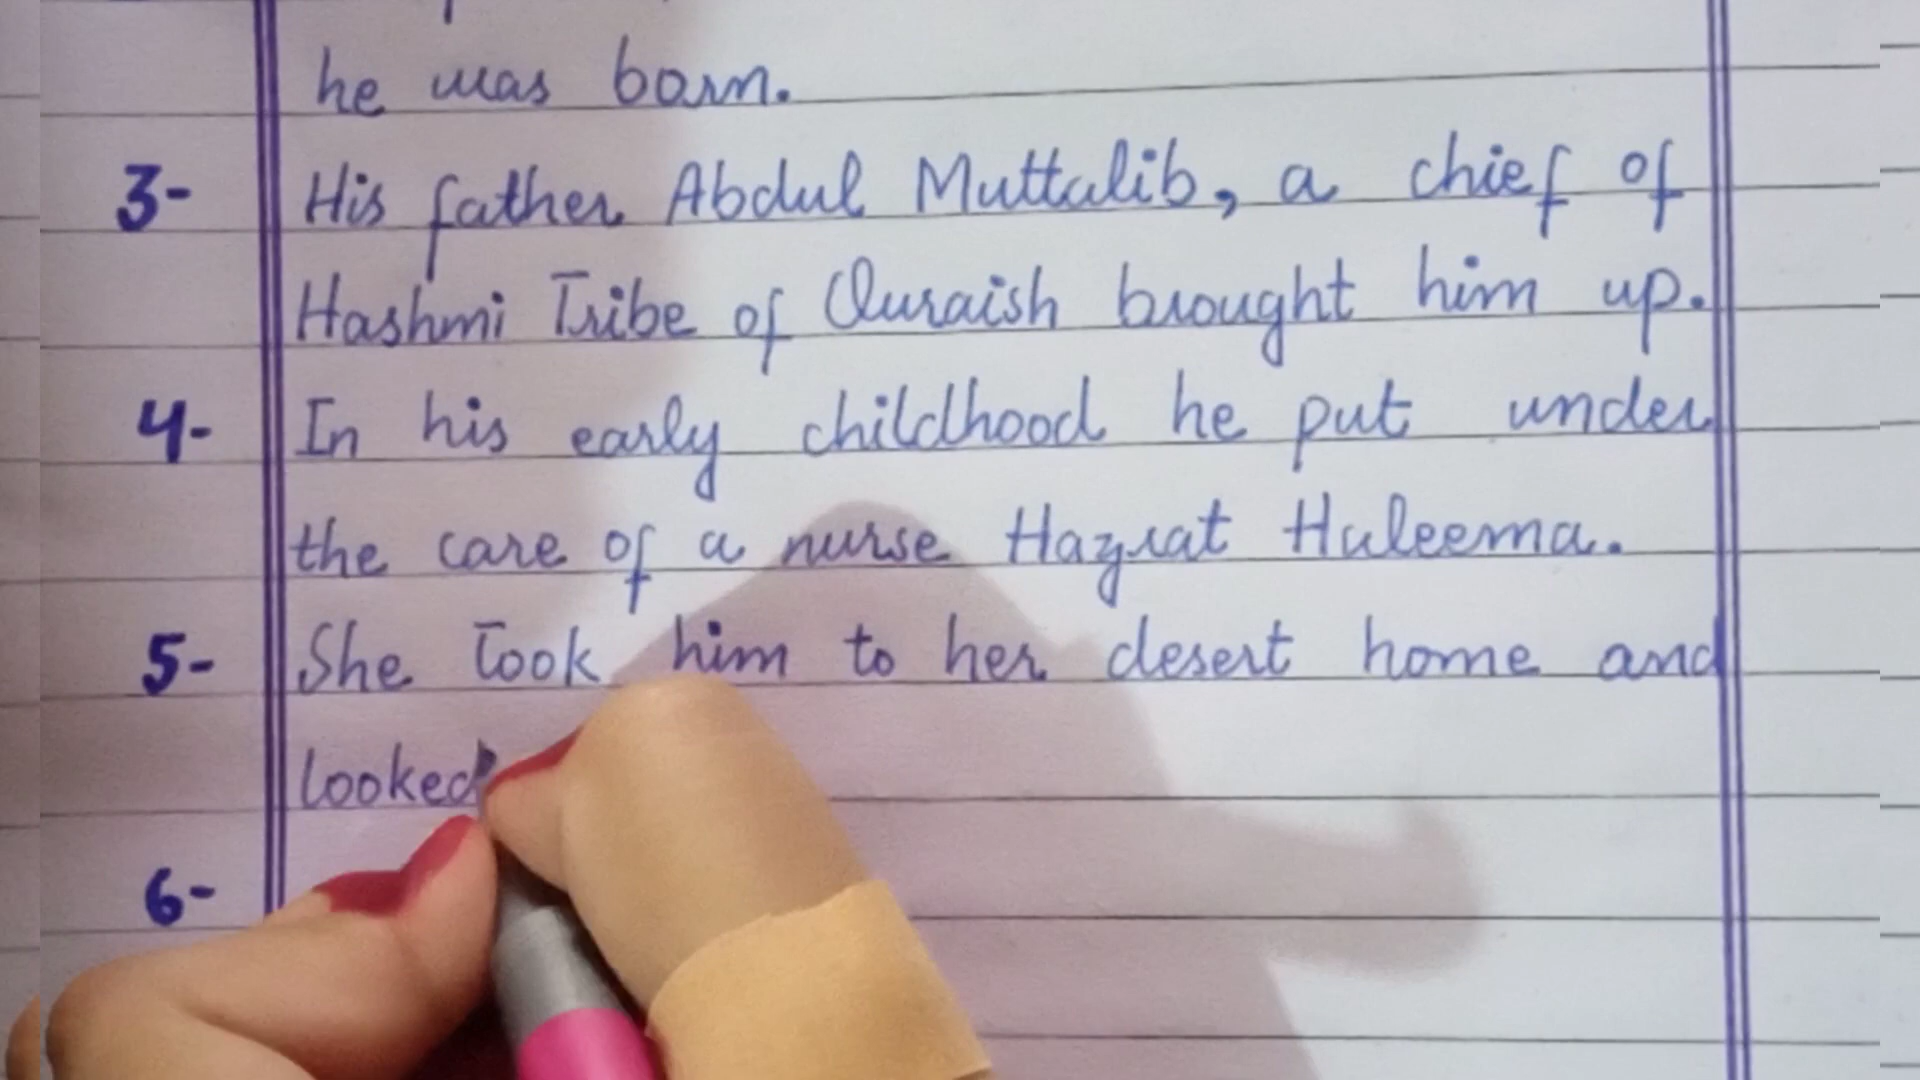 he was born.
3- His father Abdul Muttalib, a chief of
Hashmi Tribe of Quraish brought him up.
4- In his early childhood he put under
the care of a nurse Hazrat Haleema.
5- She took him to her desert home and
looked
6-